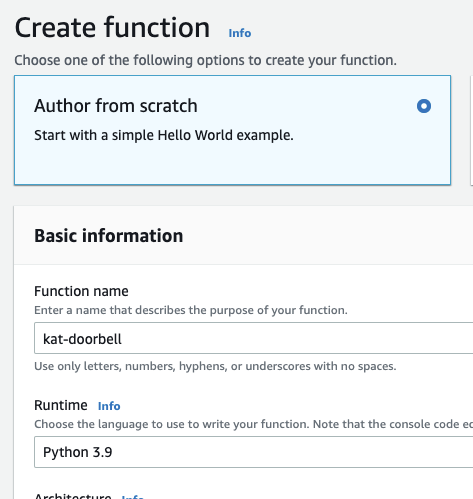 Create function Info
Choose one of the following options to create your function.
Author from scratch
Start with a simple Hello World example.
Basic information
Function name
Enter a name that describes the purpose of your function.
kat-doorbell
Use only letters, numbers, hyphens, or underscores with no spaces.
Runtime Info
Choose the language to use to write your function. Note that the console code
Python 3.9
Architecture Info